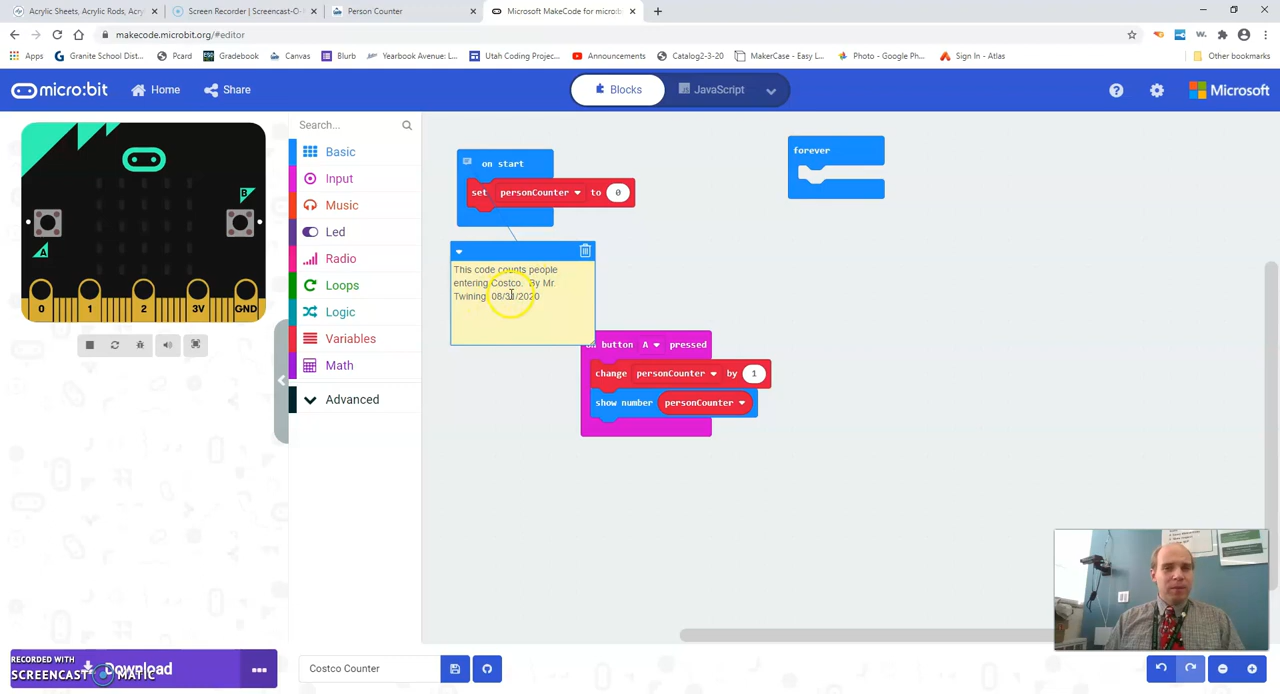 Acrylic Sheets, Acrylic Rods, Acry
Screen Recorder | Screencast-O-
Person Counter
Microsoft MakeCode for micro:b
makecode.microbit.org/#editor
Apps
Granite School Dist...
Pcard
Gradebook
Canvas
Blurb
Yearbook Avenue: L...
Utah Coding Projec...
Announcements
Catalog2-3-20
MakerCase - Easy L...
Photo - Google Ph...
Sign In - Atlas
Other bookmarks
micro:bit
Home
Share
Blocks
JavaScript
Microsoft
Search...
Basic
Input
Music
Led
Radio
Loops
Logic
Variables
Math
Advanced
A
B
0 1 2 3V GND
on start
set personCounter to 0
This code counts people
entering Costco. By Mr.
Twining 08/31/2020
forever
button A pressed
change personCounter by 1
show number personCounter
RECORDED WITH
SCREENCAST MATIC
Download
Costco Counter